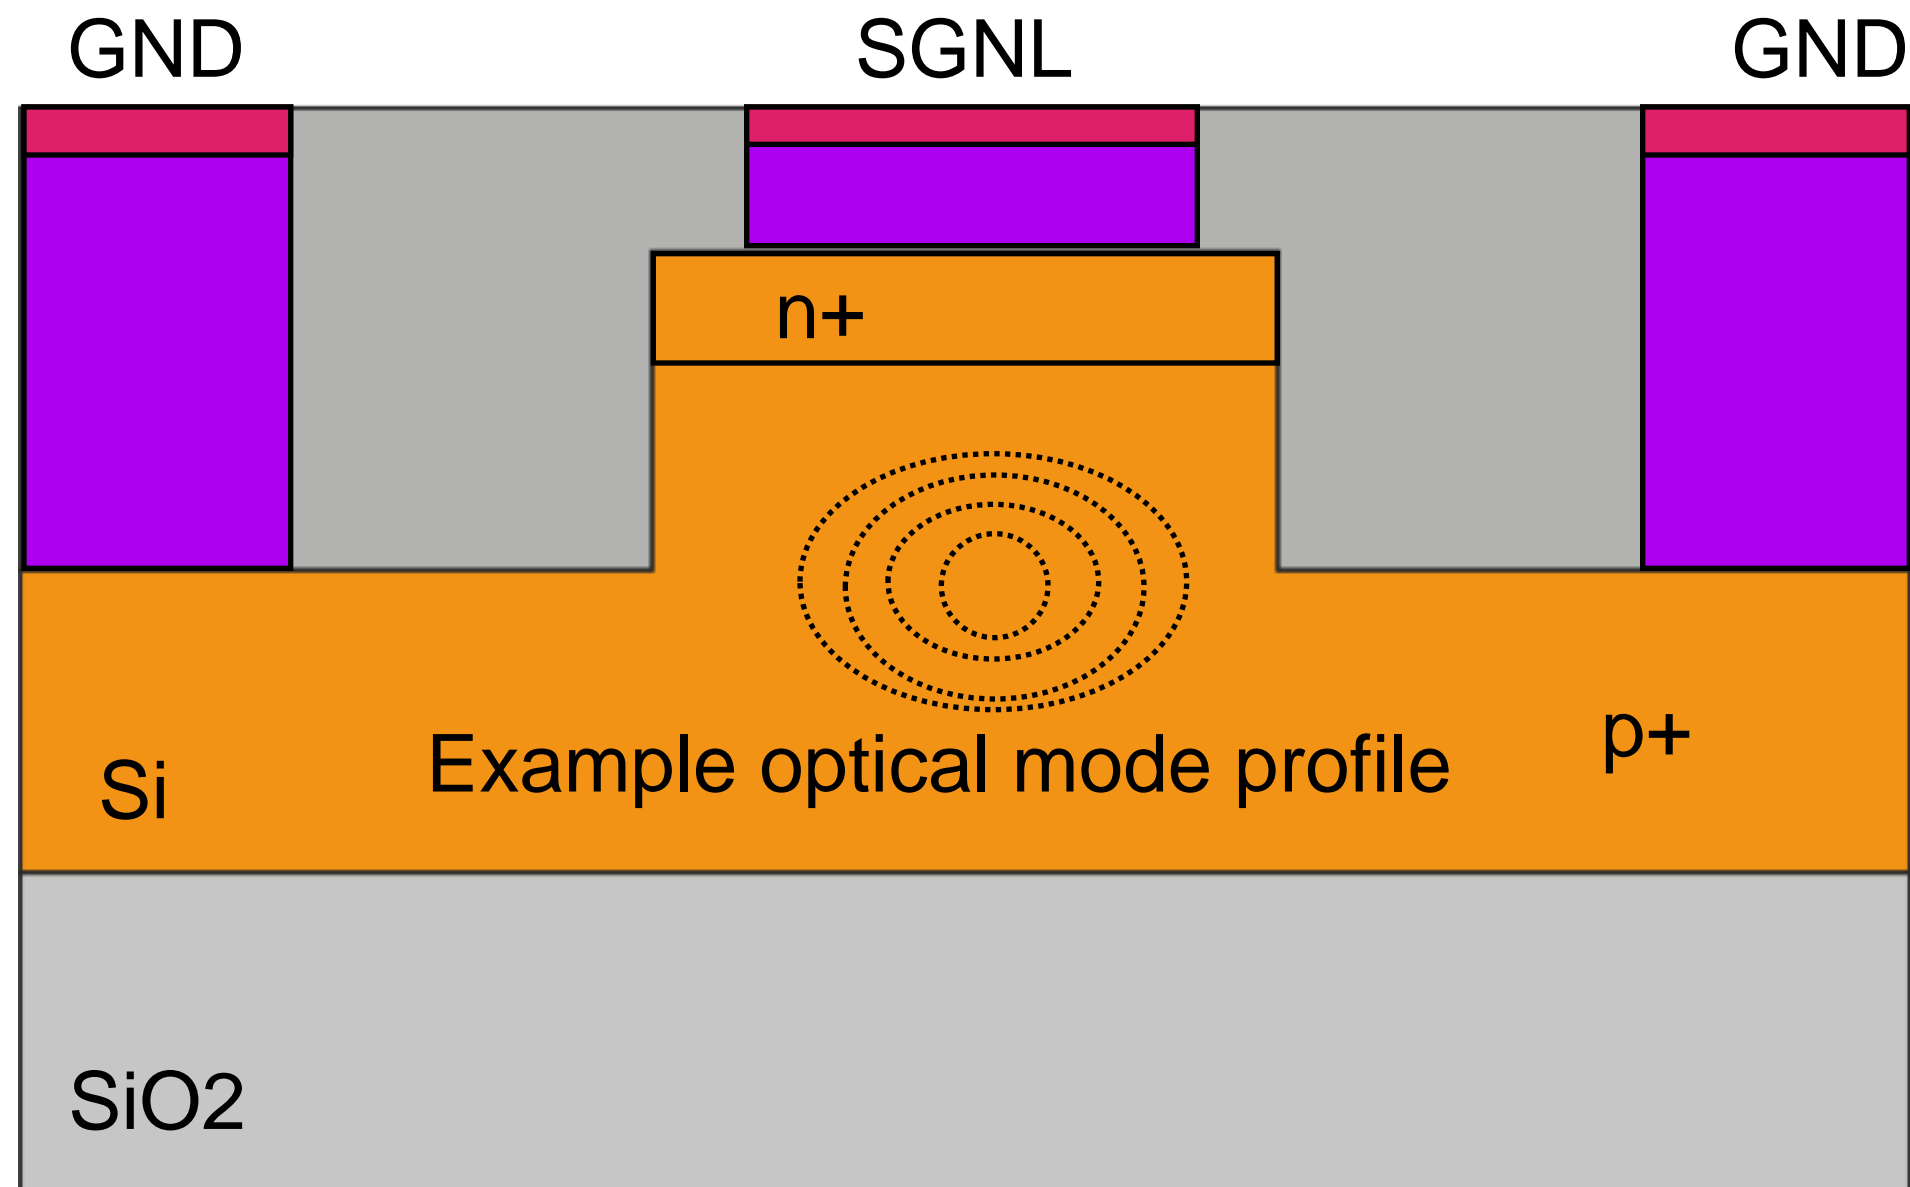 GND SGNL GND
n+
p+
Example optical mode profile
Si
SiO2